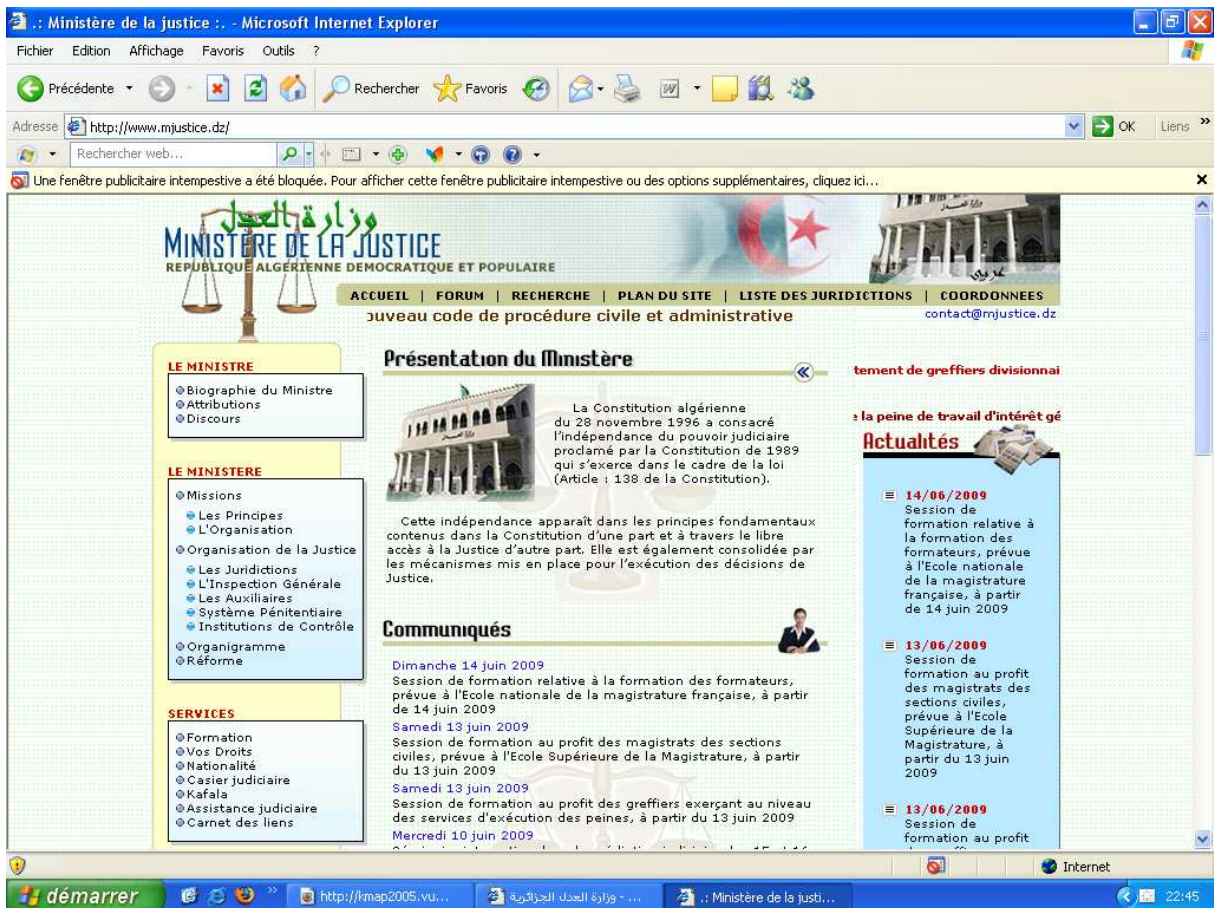 .: Ministère de la justice :. - Microsoft Internet Explorer
Fichier Edition Affichage Favoris Outils ?
Précédente Rechercher Favoris
Adresse http://www.mjustice.dz/ OK Liens »
Rechercher web...
Une fenêtre publicitaire intempestive a été bloquée. Pour afficher cette fenêtre publicitaire intempestive ou des options supplémentaires, cliquez ici...
وزارة العدل
MINISTÈRE DE LA JUSTICE
REPUBLIQUE ALGERIENNE DEMOCRATIQUE ET POPULAIRE
عربي
ACCUEIL | FORUM | RECHERCHE | PLAN DU SITE | LISTE DES JURIDICTIONS | COORDONNEES
ouveau code de procédure civile et administrative
contact@mjustice.dz
LE MINISTRE
Biographie du Ministre
Attributions
Discours
LE MINISTERE
Missions
Les Principes
L'Organisation
Organisation de la Justice
Les Juridictions
L'Inspection Générale
Les Auxiliaires
Système Pénitentiaire
Institutions de Contrôle
Organigramme
Réforme
SERVICES
Formation
Vos Droits
Nationalité
Casier judiciaire
Kafala
Assistance judiciaire
Carnet des liens
Présentation du Ministère
La Constitution algérienne
du 28 novembre 1996 a consacré
l'indépendance du pouvoir judiciaire
proclamé par la Constitution de 1989
qui s'exerce dans le cadre de la loi
(Article : 138 de la Constitution).
Cette indépendance apparaît dans les principes fondamentaux
contenus dans la Constitution d'une part et à travers le libre
accès à la Justice d'autre part. Elle est également consolidée par
les mécanismes mis en place pour l'exécution des décisions de
Justice.
Communiqués
Dimanche 14 juin 2009
Session de formation relative à la formation des formateurs,
prévue à l'Ecole nationale de la magistrature française, à partir
de 14 juin 2009
Samedi 13 juin 2009
Session de formation au profit des magistrats des sections
civiles, prévue à l'Ecole Supérieure de la Magistrature, à partir
du 13 juin 2009
Samedi 13 juin 2009
Session de formation au profit des greffiers exerçant au niveau
des services d'exécution des peines, à partir du 13 juin 2009
Mercredi 10 juin 2009
tement de greffiers divisionnai
la peine de travail d'intérêt gé
Actualités
14/06/2009
Session de
formation relative à
la formation des
formateurs, prévue
à l'Ecole nationale
de la magistrature
française, à partir
de 14 juin 2009
13/06/2009
Session de
formation au profit
des magistrats des
sections civiles,
prévue à l'Ecole
Supérieure de la
Magistrature, à
partir du 13 juin
2009
13/06/2009
Session de
formation au profit
Internet
démarrer » http://kmap2005.vu... وزارة العدل الجزائرية - ... .: Ministère de la justi... 22:45